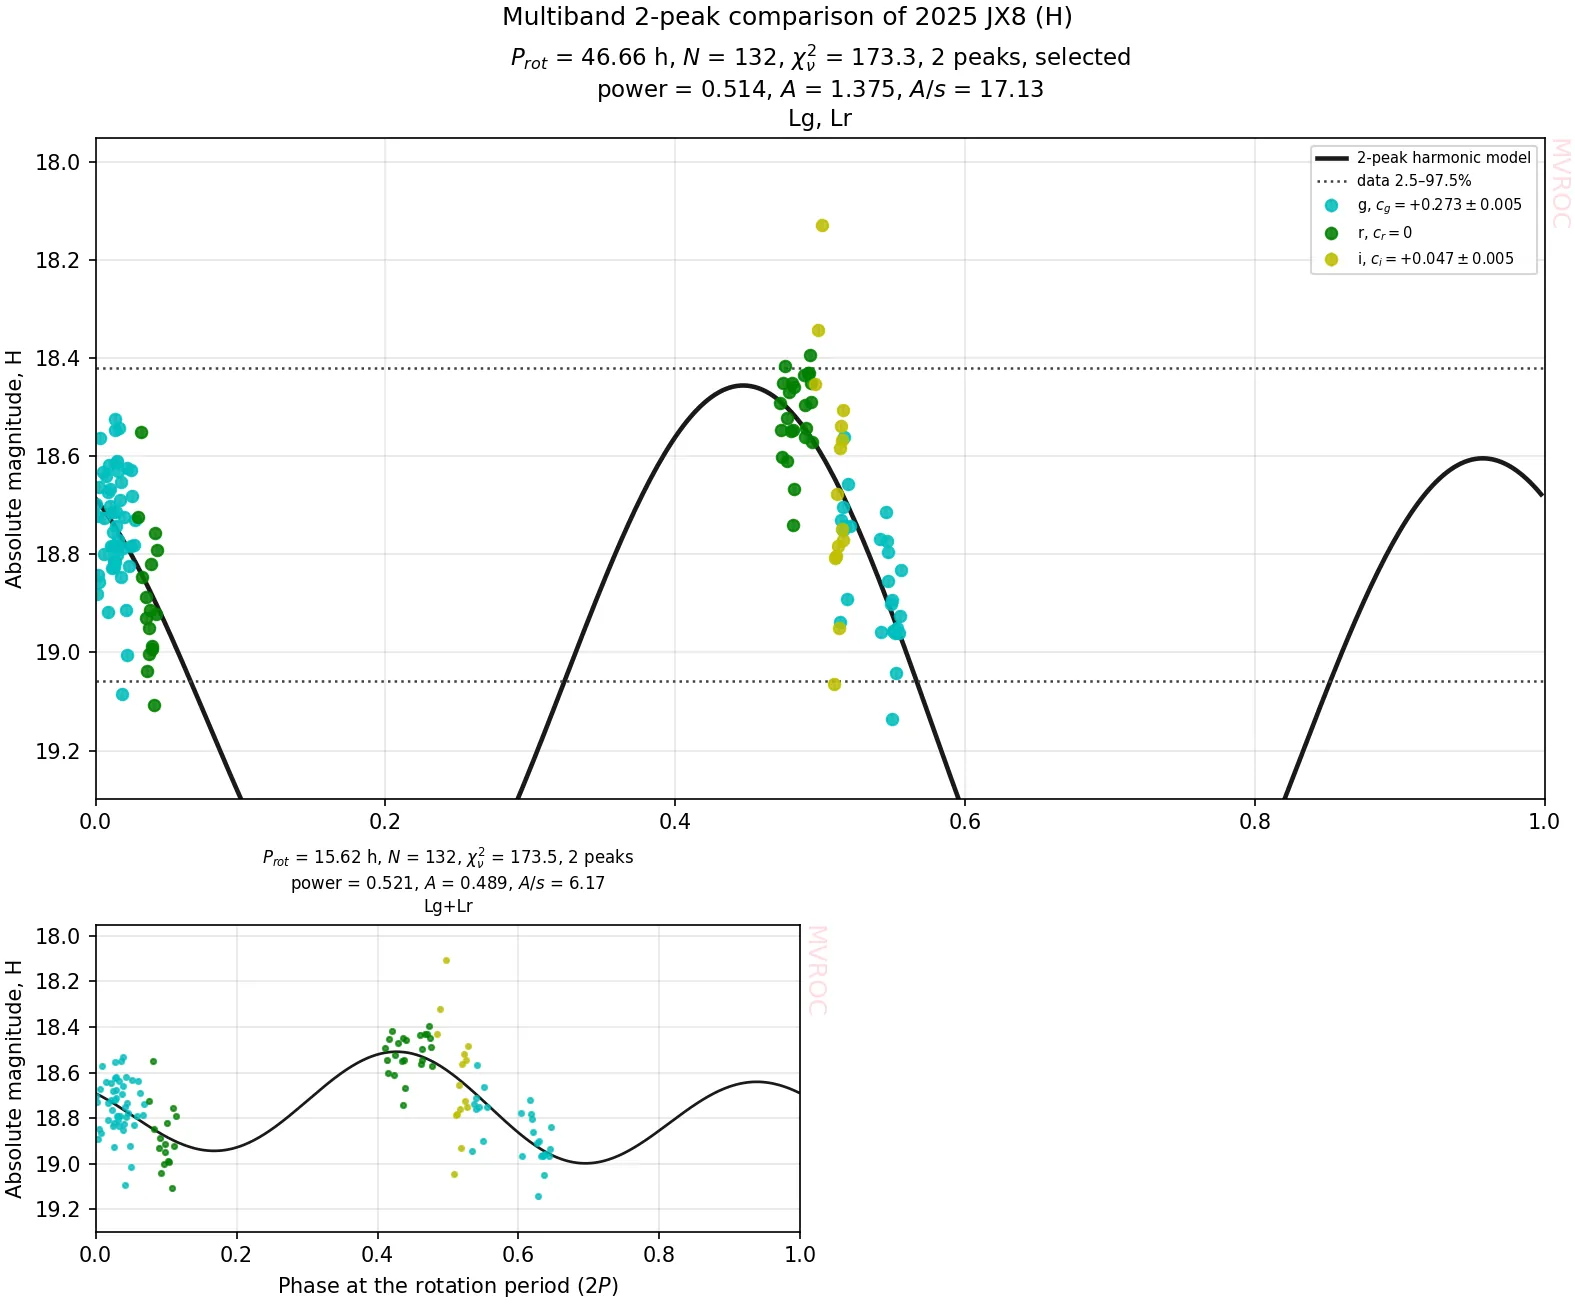 Multiband 2-peak comparison of 2025 JX8 (H)
P_rot = 46.66 h, N = 132, χ²_ν = 173.3, 2 peaks, selected
power = 0.514, A = 1.375, A/s = 17.13
Lg, Lr
18.0
18.2
18.4
18.6
18.8
19.0
19.2
Absolute magnitude, H
2-peak harmonic model
data 2.5–97.5%
g, c_g = +0.273 ± 0.005
r, c_r = 0
i, c_i = +0.047 ± 0.005
MVROC
0.0 0.2 0.4 0.6 0.8 1.0
P_rot = 15.62 h, N = 132, χ²_ν = 173.5, 2 peaks
power = 0.521, A = 0.489, A/s = 6.17
Lg+Lr
18.0
18.2
18.4
18.6
18.8
19.0
19.2
Absolute magnitude, H
MVROC
0.0 0.2 0.4 0.6 0.8 1.0
Phase at the rotation period (2P)